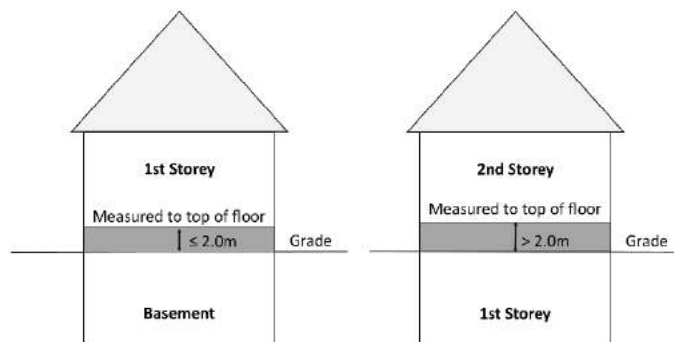 1st Storey
Measured to top of floor
≤ 2.0m
Grade
Basement
2nd Storey
Measured to top of floor
> 2.0m
Grade
1st Storey